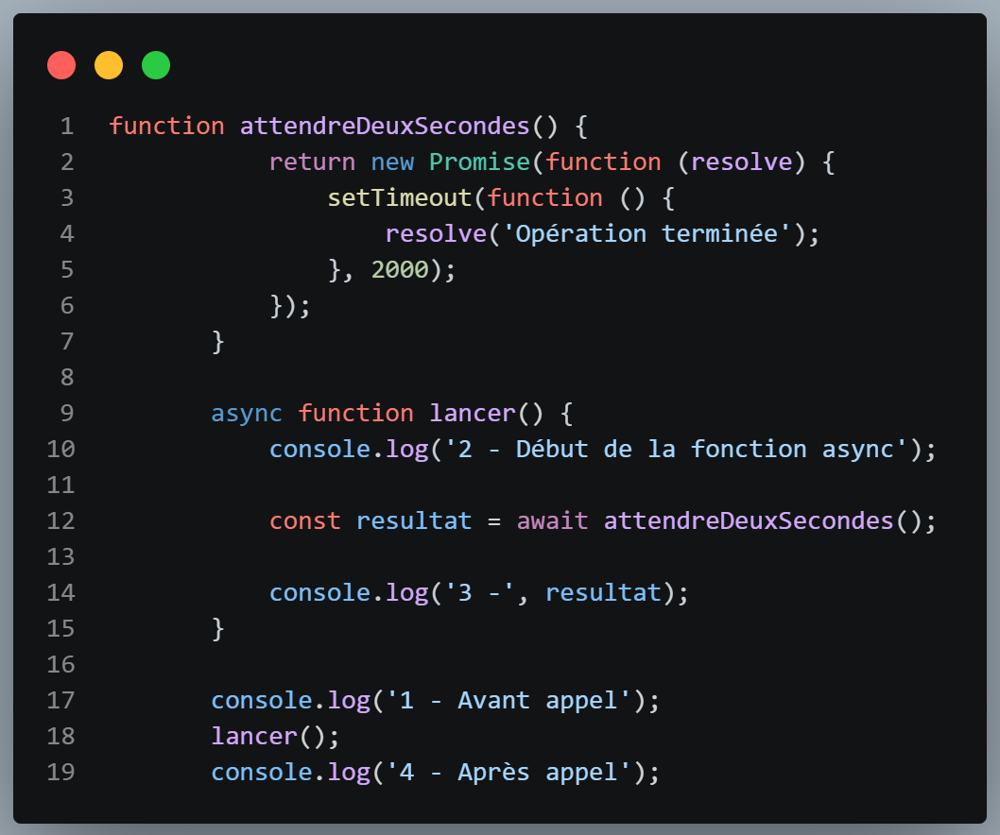 1 function attendreDeuxSecondes() {
2 return new Promise(function (resolve) {
3 setTimeout(function () {
4 resolve('Opération terminée');
5 }, 2000);
6 });
7 }
8
9 async function lancer() {
10 console.log('2 - Début de la fonction async');
11
12 const resultat = await attendreDeuxSecondes();
13
14 console.log('3 -', resultat);
15 }
16
17 console.log('1 - Avant appel');
18 lancer();
19 console.log('4 - Après appel');